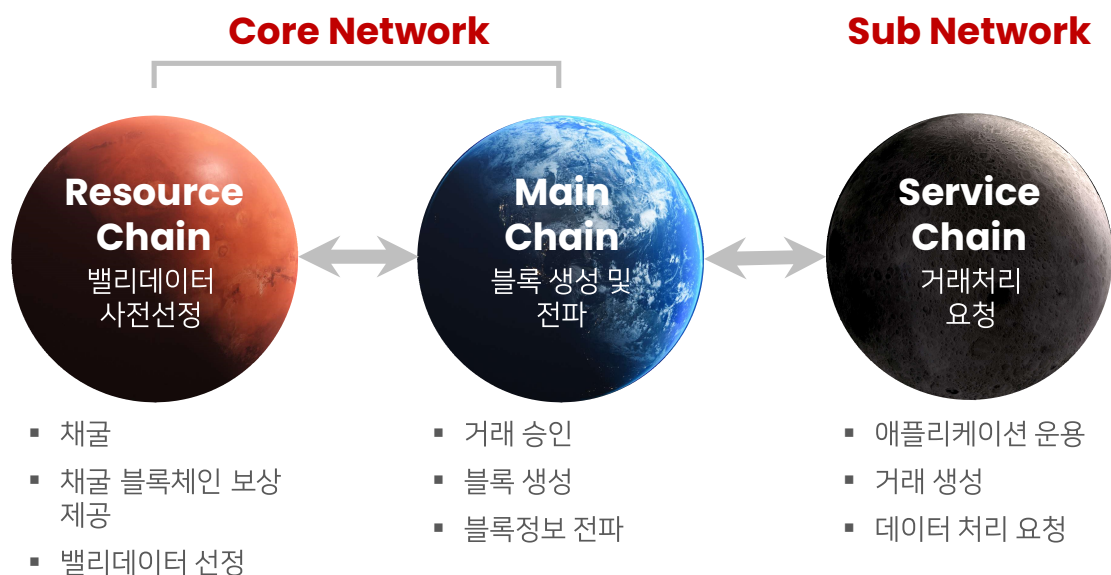 Core Network
Sub Network
Resource
Chain
밸리데이터
사전선정
Main
Chain
블록 생성 및
전파
Service
Chain
거래처리
요청
▪ 채굴
▪ 채굴 블록체인 보상
제공
▪ 밸리데이터 선정
▪ 거래 승인
▪ 블록 생성
▪ 블록정보 전파
▪ 애플리케이션 운용
▪ 거래 생성
▪ 데이터 처리 요청